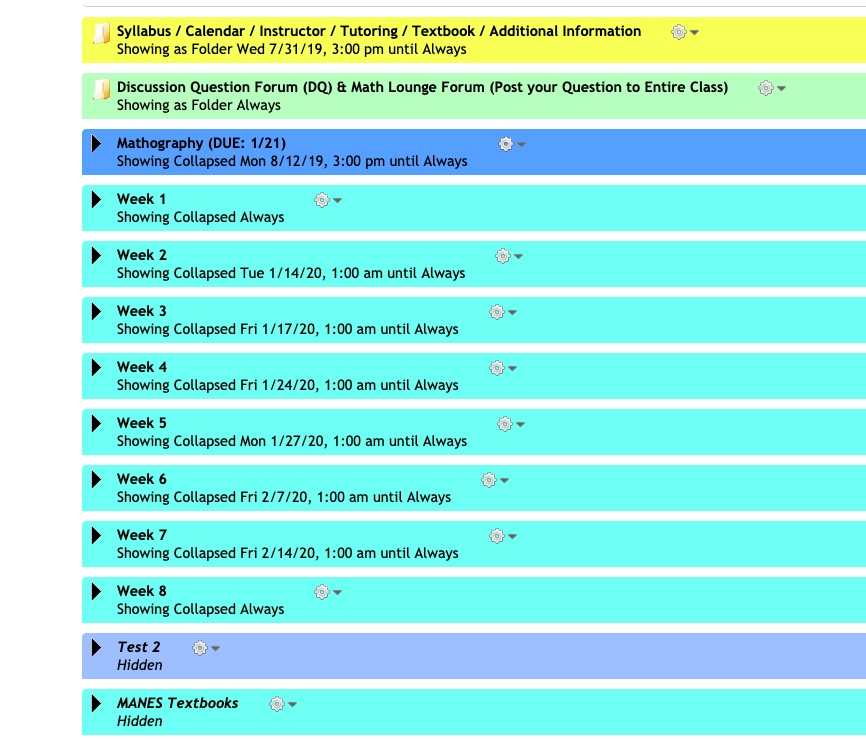 Syllabus / Calendar / Instructor / Tutoring / Textbook / Additional Information
Showing as Folder Wed 7/31/19, 3:00 pm until Always
Discussion Question Forum (DQ) & Math Lounge Forum (Post your Question to Entire Class)
Showing as Folder Always
Mathography (DUE: 1/21)
Showing Collapsed Mon 8/12/19, 3:00 pm until Always
Week 1
Showing Collapsed Always
Week 2
Showing Collapsed Tue 1/14/20, 1:00 am until Always
Week 3
Showing Collapsed Fri 1/17/20, 1:00 am until Always
Week 4
Showing Collapsed Fri 1/24/20, 1:00 am until Always
Week 5
Showing Collapsed Mon 1/27/20, 1:00 am until Always
Week 6
Showing Collapsed Fri 2/7/20, 1:00 am until Always
Week 7
Showing Collapsed Fri 2/14/20, 1:00 am until Always
Week 8
Showing Collapsed Always
Test 2
Hidden
MANES Textbooks
Hidden